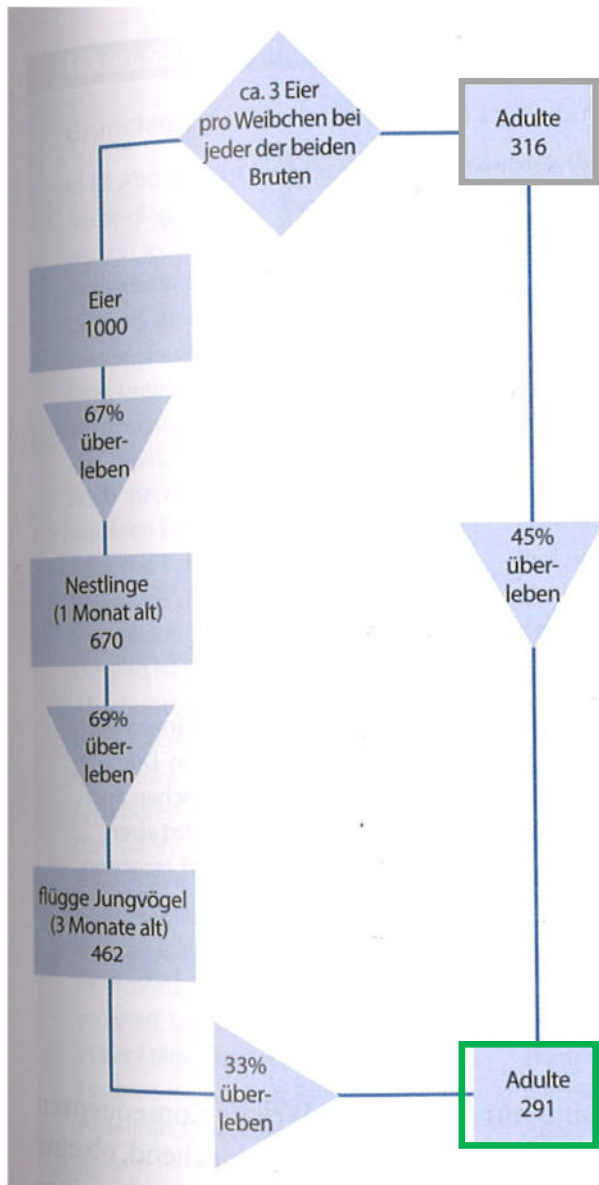 ca. 3 Eier
pro Weibchen bei
jeder der beiden
Bruten
Adulte
316
Eier
1000
67%
über-
leben
Nestlinge
(1 Monat alt)
670
45%
über-
leben
69%
über-
leben
flügge Jungvögel
(3 Monate alt)
462
33%
über-
leben
Adulte
291